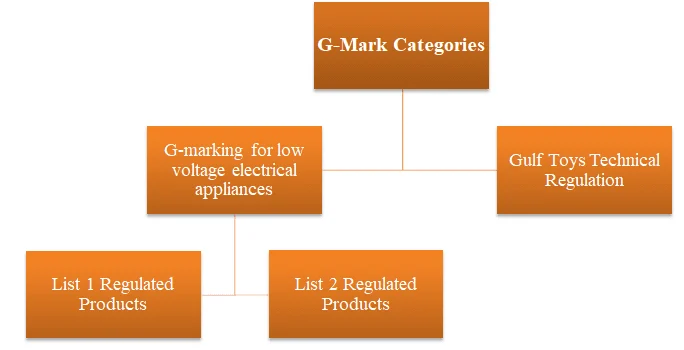 G-Mark Categories
G-marking for low
voltage electrical
appliances
Gulf Toys Technical
Regulation
List 1 Regulated
Products
List 2 Regulated
Products